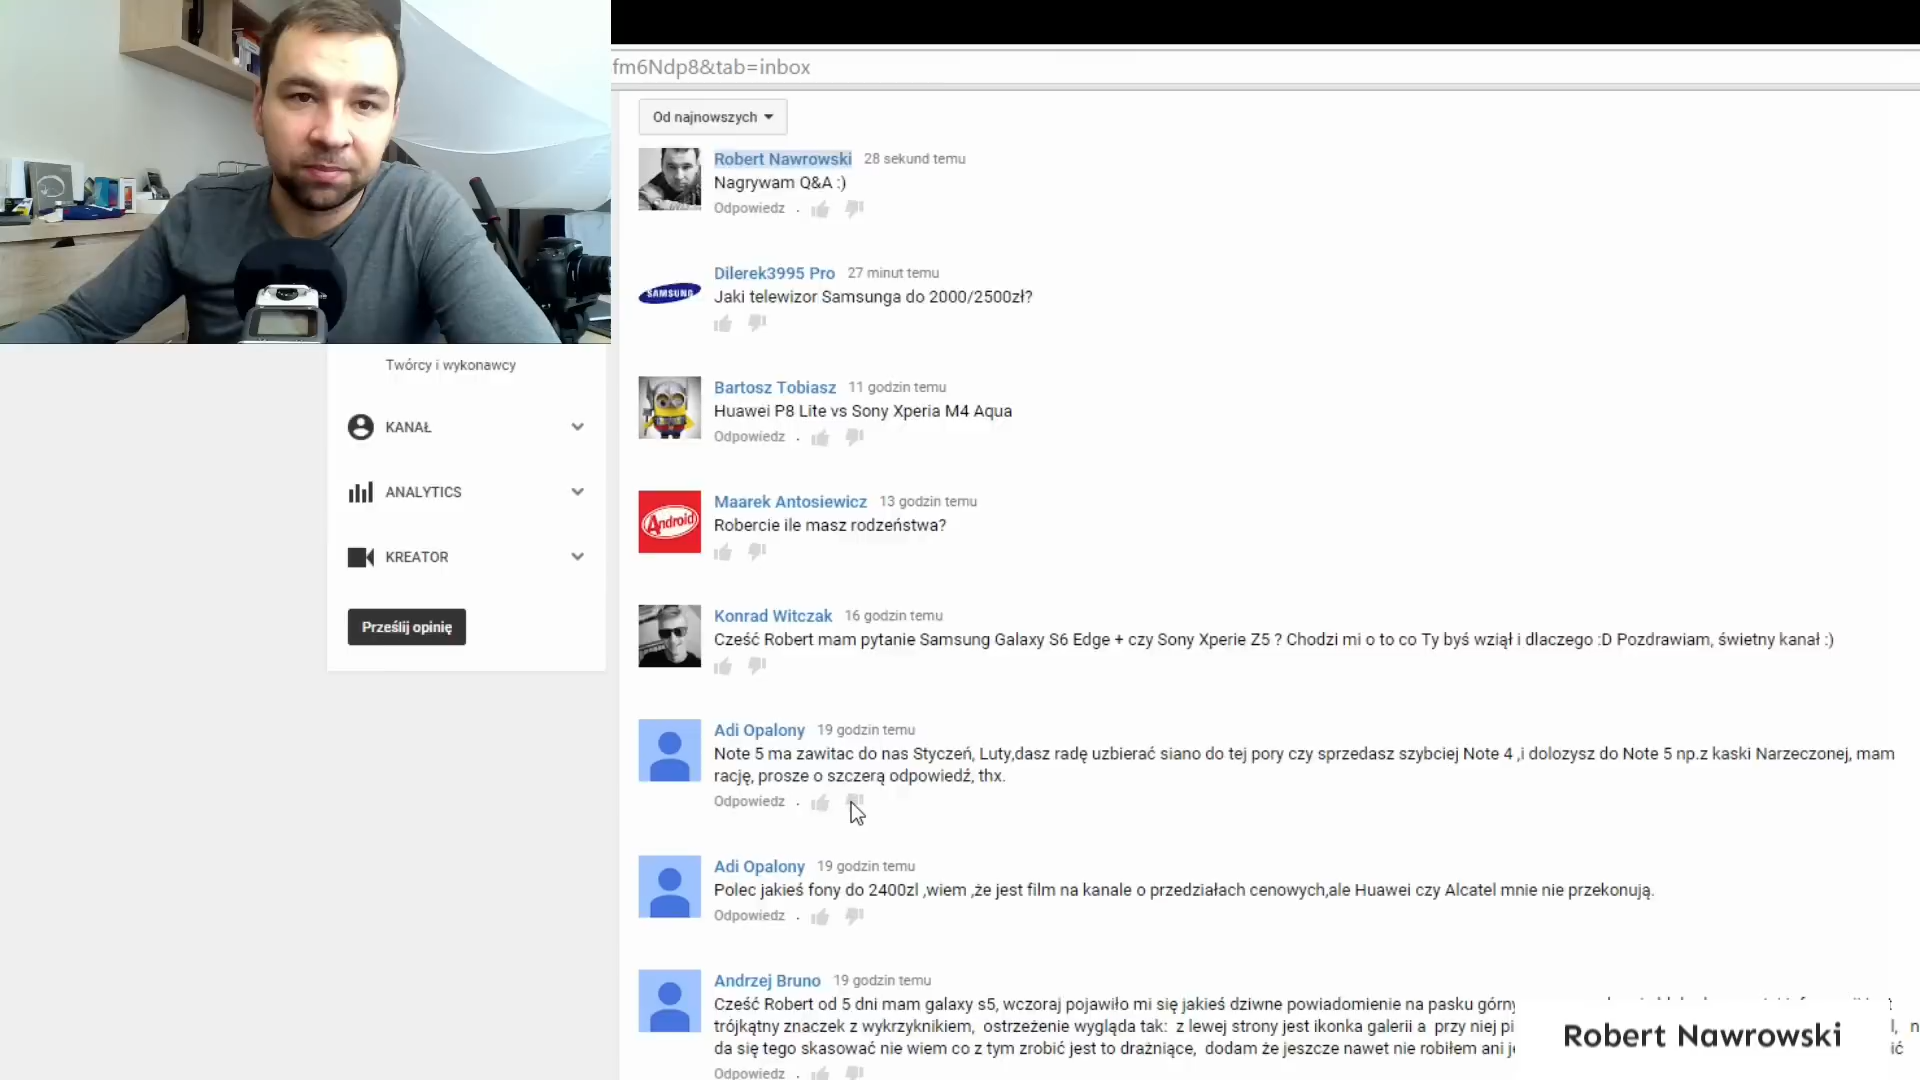 fm6Ndp8&tab=inbox
Od najnowszych
Robert Nawrowski 28 sekund temu
Nagrywam Q&A :)
Odpowiedz .
Dilerek3995 Pro 27 minut temu
SAMSUNG
Jaki telewizor Samsunga do 2000/2500zł?
Twórcy i wykonawcy
KANAŁ
ANALYTICS
KREATOR
Prześlij opinię
Bartosz Tobiasz 11 godzin temu
Huawei P8 Lite vs Sony Xperia M4 Aqua
Odpowiedz .
Maarek Antosiewicz 13 godzin temu
Android
Robercie ile masz rodzeństwa?
Konrad Witczak 16 godzin temu
Cześć Robert mam pytanie Samsung Galaxy S6 Edge + czy Sony Xperie Z5 ? Chodzi mi o to co Ty byś wziął i dlaczego :D Pozdrawiam, świetny kanał :)
Adi Opalony 19 godzin temu
Note 5 ma zawitac do nas Styczeń, Luty,dasz radę uzbierać siano do tej pory czy sprzedasz szybciej Note 4 ,i dolozysz do Note 5 np.z kaski Narzeczonej, mam
rację, prosze o szczerą odpowiedź, thx.
Odpowiedz .
Adi Opalony 19 godzin temu
Polec jakieś fony do 2400zl ,wiem ,że jest film na kanale o przedziałach cenowych,ale Huawei czy Alcatel mnie nie przekonują.
Odpowiedz .
Andrzej Bruno 19 godzin temu
Cześć Robert od 5 dni mam galaxy s5, wczoraj pojawiło mi się jakieś dziwne powiadomienie na pasku górny
trójkątny znaczek z wykrzyknikiem, ostrzeżenie wygląda tak: z lewej strony jest ikonka galerii a przy niej pi
da się tego skasować nie wiem co z tym zrobić jest to drażniące, dodam że jeszcze nawet nie robiłem ani
Odpowiedz .
Robert Nawrowski